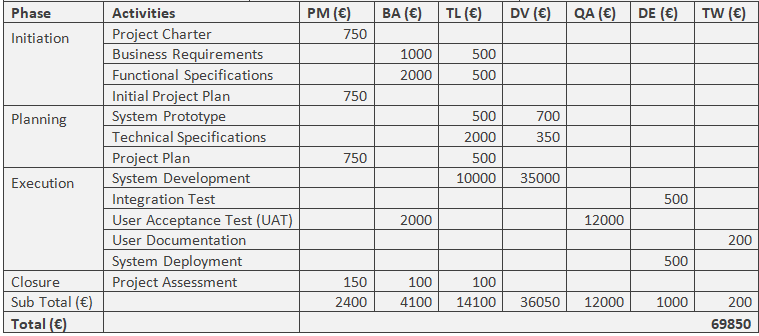 Phase Activities PM (€) BA (€) TL (€) DV (€) QA (€) DE (€) TW (€)
Initiation Project Charter 750
Business Requirements 1000 500
Functional Specifications 2000 500
Initial Project Plan 750
Planning System Prototype 500 700
Technical Specifications 2000 350
Project Plan 750 500
Execution System Development 10000 35000
Integration Test 500
User Acceptance Test (UAT) 2000 12000
User Documentation 200
System Deployment 500
Closure Project Assessment 150 100 100
Sub Total (€) 2400 4100 14100 36050 12000 1000 200
Total (€) 69850